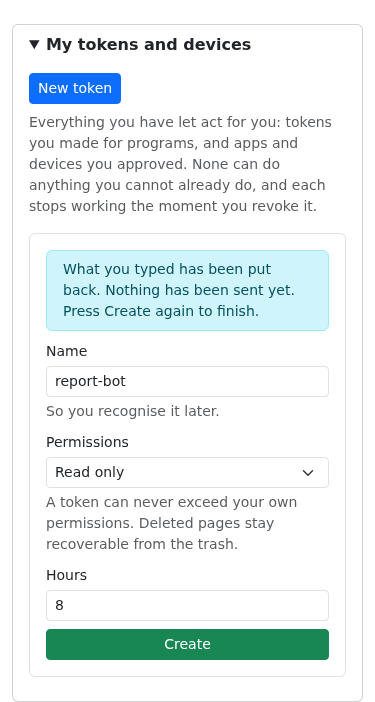 My tokens and devices
New token
Everything you have let act for you: tokens
you made for programs, and apps and
devices you approved. None can do
anything you cannot already do, and each
stops working the moment you revoke it.
What you typed has been put
back. Nothing has been sent yet.
Press Create again to finish.
Name
report-bot
So you recognise it later.
Permissions
Read only
A token can never exceed your own
permissions. Deleted pages stay
recoverable from the trash.
Hours
8
Create